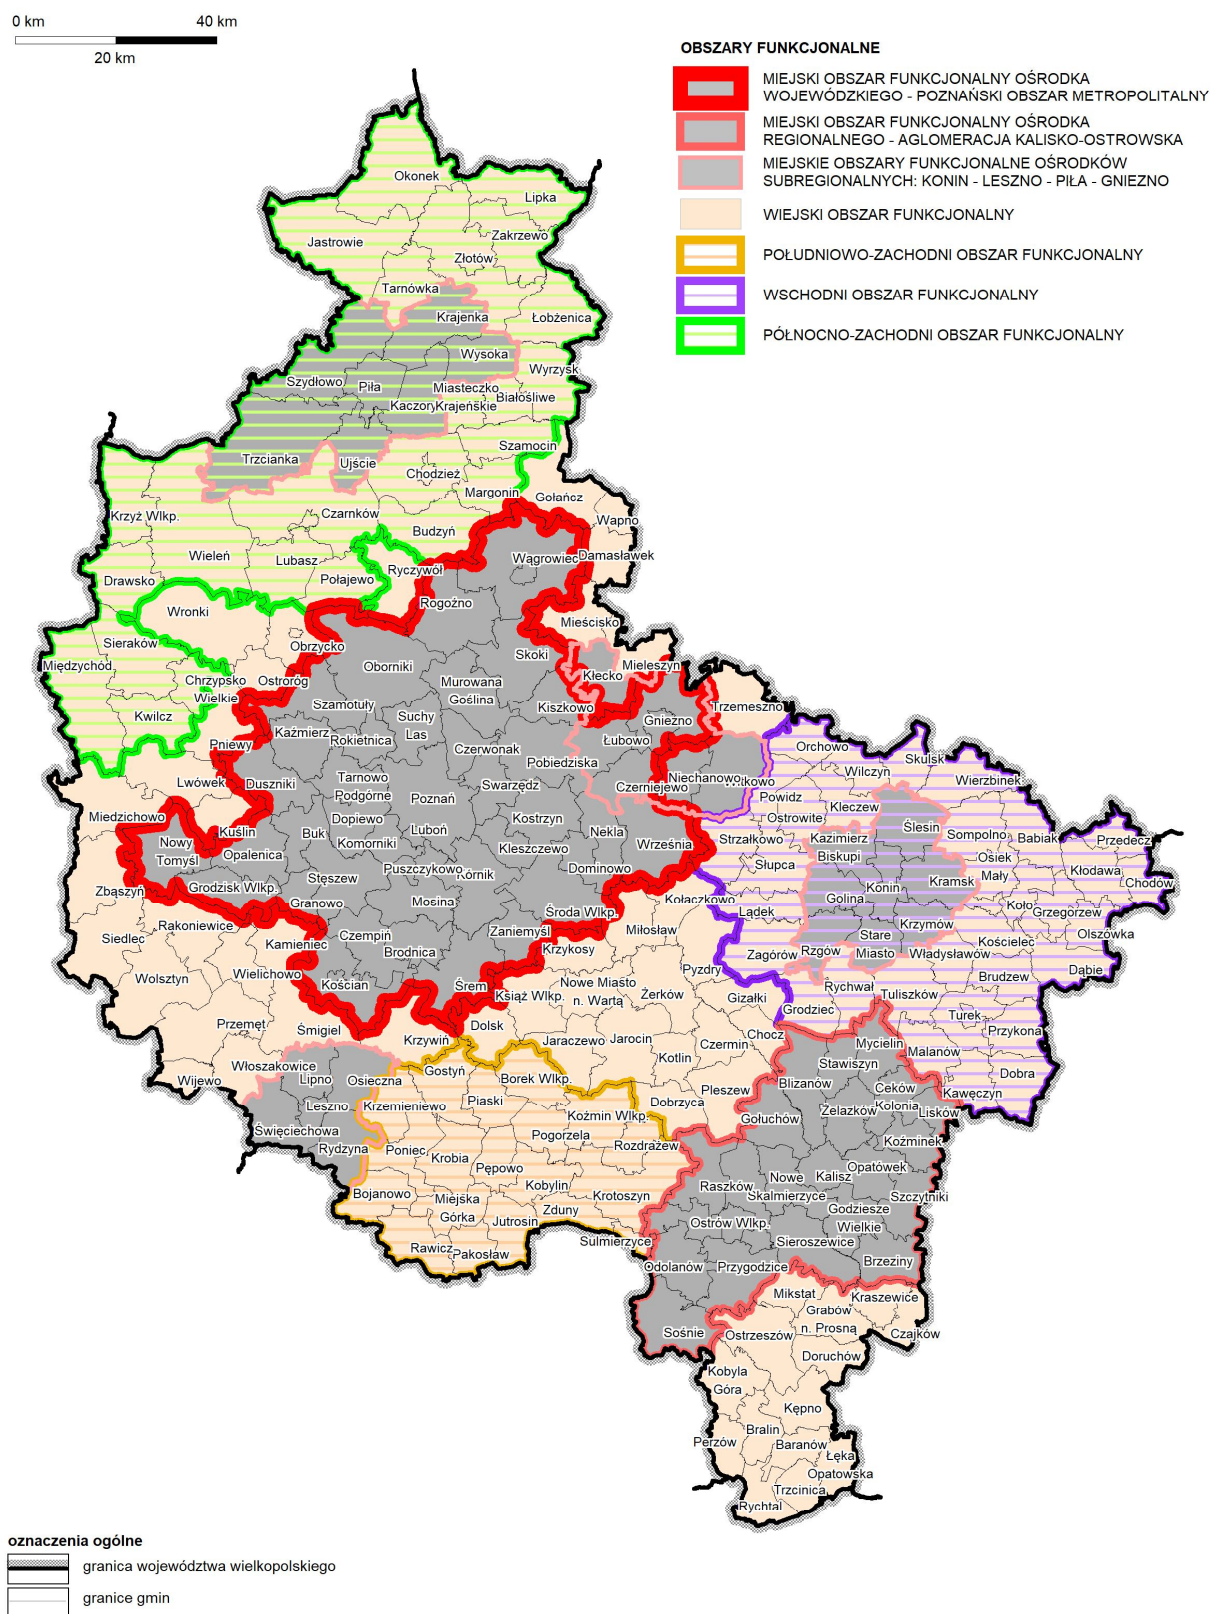 0 km 40 km
20 km
OBSZARY FUNKCJONALNE
MIEJSKI OBSZAR FUNKCJONALNY OŚRODKA
WOJEWÓDZKIEGO - POZNAŃSKI OBSZAR METROPOLITALNY
MIEJSKI OBSZAR FUNKCJONALNY OŚRODKA
REGIONALNEGO - AGLOMERACJA KALISKO-OSTROWSKA
MIEJSKIE OBSZARY FUNKCJONALNE OŚRODKÓW
SUBREGIONALNYCH: KONIN - LESZNO - PIŁA - GNIEZNO
WIEJSKI OBSZAR FUNKCJONALNY
POŁUDNIOWO-ZACHODNI OBSZAR FUNKCJONALNY
WSCHODNI OBSZAR FUNKCJONALNY
PÓŁNOCNO-ZACHODNI OBSZAR FUNKCJONALNY
Okonek
Lipka
Jastrowie
Zakrzewo
Złotów
Tarnówka
Krajenka
Łobżenica
Wysoka
Wyrzysk
Szydłowo
Piła
Miasteczko
Krajeńskie
Białośliwe
Kaczory
Szamocin
Trzcianka
Ujście
Chodzież
Margonin
Gołańcz
Krzyż Wlkp.
Czarnków
Budzyń
Wapno
Wieleń
Lubasz
Wągrowiec
Damasławek
Drawsko
Połajewo
Ryczywół
Rogoźno
Wronki
Mieścisko
Sieraków
Obrzycko
Skoki
Międzychód
Oborniki
Kłecko
Mieleszyn
Chrzypsko
Wielkie
Ostroróg
Murowana
Goślina
Szamotuły
Kiszkowo
Trzemeszno
Kwilcz
Suchy
Las
Gniezno
Pniewy
Kaźmierz
Rokietnica
Łubowo
Orchowo
Czerwonak
Pobiedziska
Skulsk
Wilczyn
Wierzbinek
Lwówek
Duszniki
Tarnowo
Podgórne
Swarzędz
Czerniejewo
Niechanowo
Powidz
Kleczew
Poznań
Miedzichowo
Dopiewo
Kostrzyn
Ostrowite
Ślesin
Kuślin
Buk
Luboń
Nekla
Września
Strzałkowo
Kazimierz
Biskupi
Sompolno
Babiak
Przedecz
Nowy
Tomyśl
Opalenica
Komorniki
Kleszczewo
Słupca
Osiek
Mały
Kłodawa
Puszczykowo
Kórnik
Dominowo
Stęszew
Konin
Kramsk
Chodów
Zbąszyń
Grodzisk Wlkp.
Granowo
Mosina
Kołaczkowo
Golina
Koło
Grzegorzew
Środa Wlkp.
Lądek
Rakoniewice
Siedlec
Kamieniec
Czempiń
Zaniemyśl
Miłosław
Krzymów
Stare
Miasto
Kościelec
Olszówka
Brodnica
Krzykosy
Zagórów
Rzgów
Władysławów
Wolsztyn
Wielichowo
Kościan
Śrem
Pyzdry
Brudzew
Dąbie
Książ Wlkp.
Nowe Miasto
n. Wartą
Żerków
Gizałki
Rychwał
Tuliszków
Grodziec
Turek
Przemęt
Śmigiel
Dolsk
Przykona
Krzywiń
Jaraczewo
Jarocin
Czermin
Chocz
Mycielin
Malanów
Włoszakowice
Kotlin
Stawiszyn
Wijewo
Lipno
Osieczna
Gostyń
Borek Wlkp.
Pleszew
Blizanów
Dobra
Ceków
Kolonia
Kawęczyn
Leszno
Krzemieniewo
Piaski
Koźmin Wlkp.
Dobrzyca
Gołuchów
Żelazków
Lisków
Święciechowa
Pogorzela
Rozdrażew
Koźminek
Rydzyna
Poniec
Krobia
Pępowo
Opatówek
Nowe
Skalmierzyce
Kalisz
Bojanowo
Kobylin
Krotoszyn
Raszków
Szczytniki
Miejska
Górka
Zduny
Jutrosin
Godziesze
Wielkie
Ostrów Wlkp.
Sulmierzyce
Sieroszewice
Rawicz
Pakosław
Odolanów
Przygodzice
Brzeziny
Mikstat
Kraszewice
Grabów
n. Prosną
Sośnie
Ostrzeszów
Czajków
Doruchów
Kobyla
Góra
Kępno
Bralin
Perzów
Baranów
Łęka
Opatowska
Trzcinica
Rychtal
oznaczenia ogólne
granica województwa wielkopolskiego
granice gmin